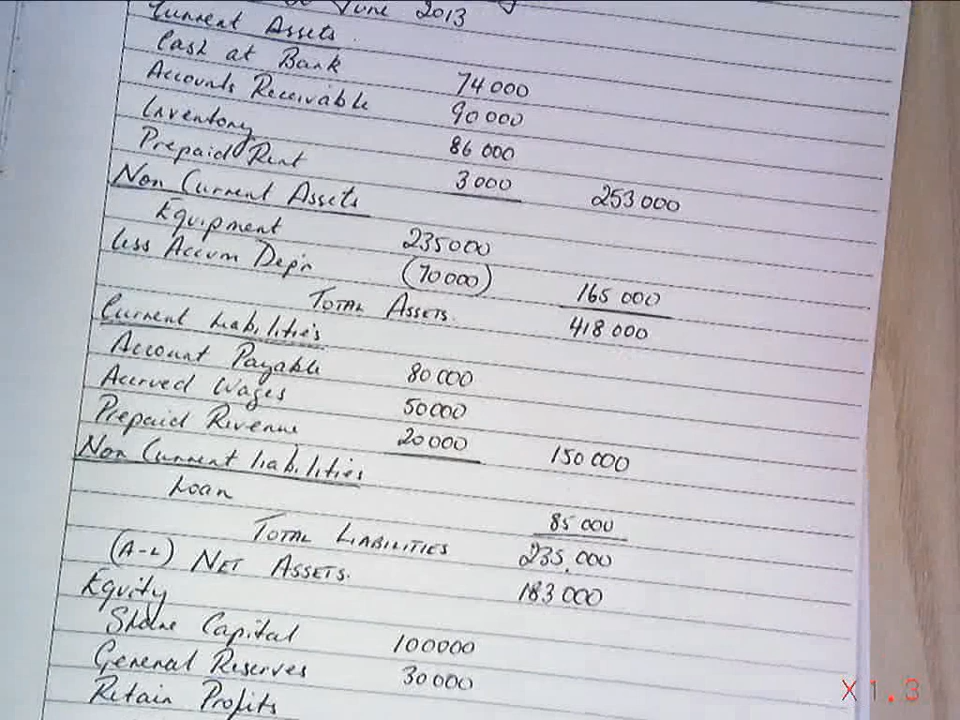 June 2013
Current Assets
Cash at Bank 74 000
Accounts Receivable 90 000
Inventory 86 000
Prepaid Rent 3 000 253 000
Non Current Assets
Equipment 235 000
less Accum Dep'n (70 000) 165 000
TOTAL ASSETS 418 000
Current Liabilities
Account Payable 80 000
Accrued Wages 50 000
Prepaid Revenue 20 000 150 000
Non Current liabilities
Loan 85 000
TOTAL LIABILITIES 235,000
(A-L) NET ASSETS. 183 000
Equity
Share Capital 100000
General Reserves 30 000
Retain Profits
X 1.3